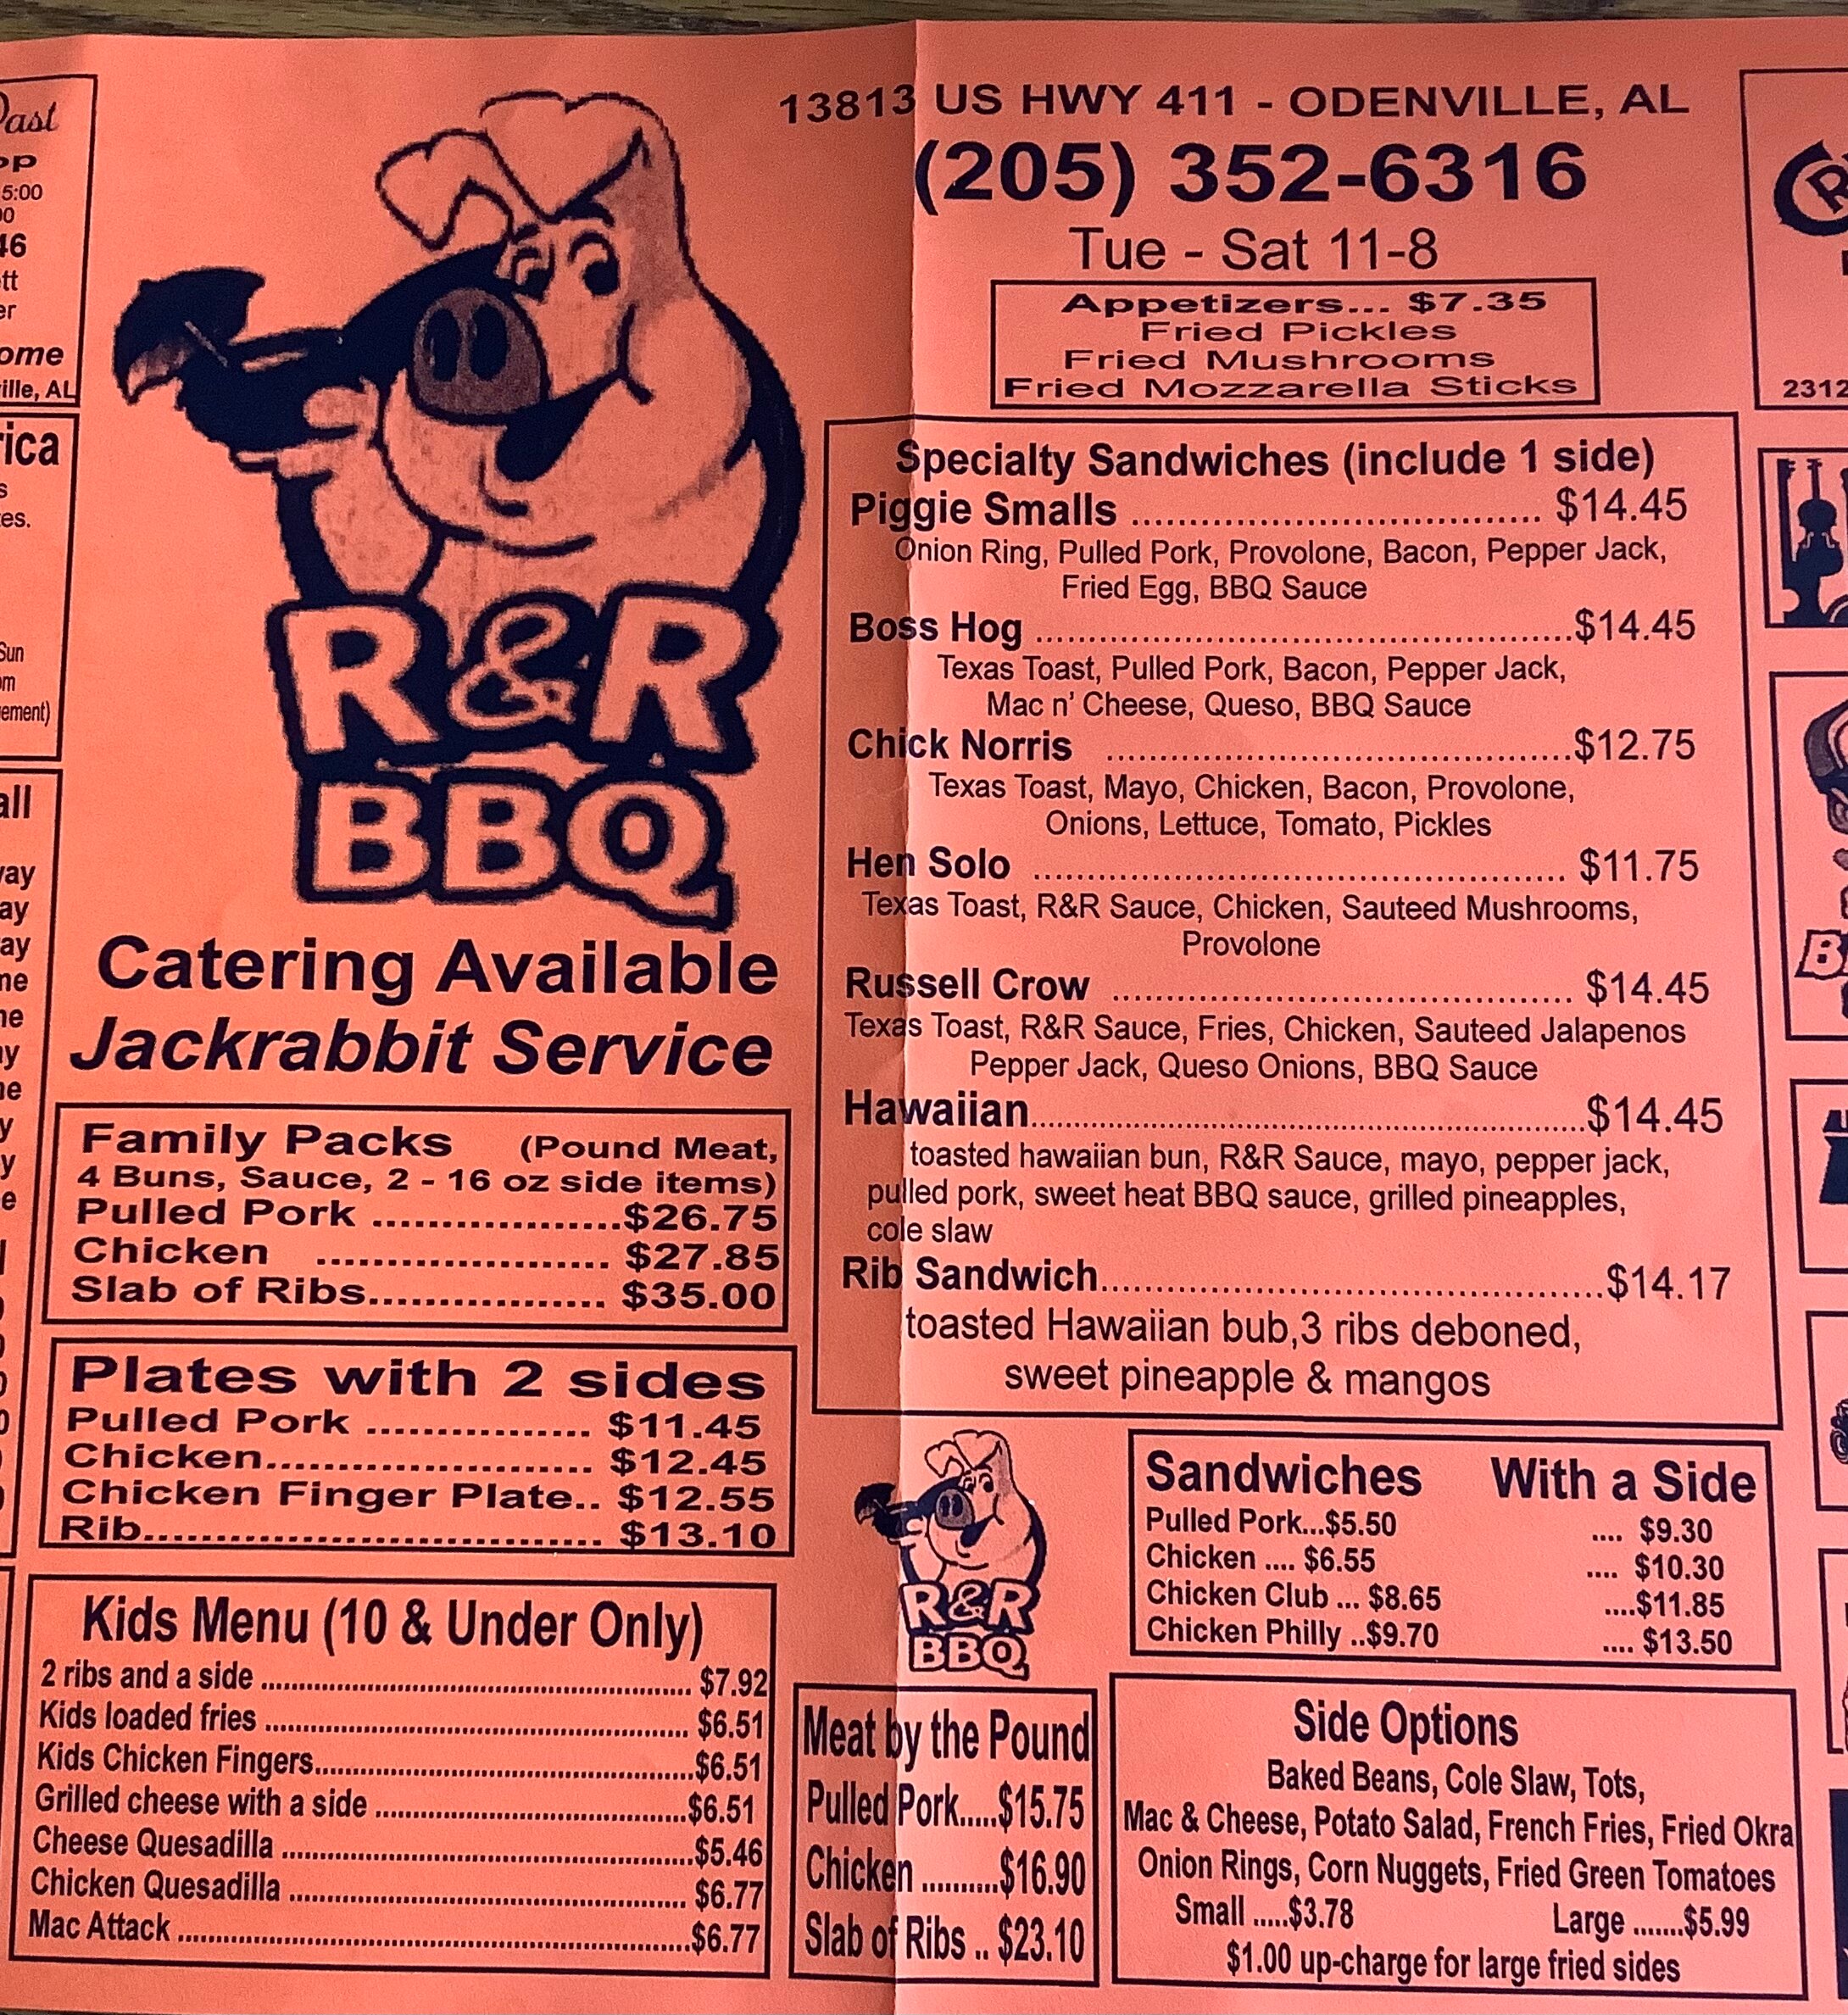 13813 US HWY 411 - ODENVILLE, AL
(205) 352-6316
Tue - Sat 11-8
Appetizers... $7.35
Fried Pickles
Fried Mushrooms
Fried Mozzarella Sticks
R&R
BBQ
Catering Available
Jackrabbit Service
Family Packs (Pound Meat,
4 Buns, Sauce, 2 - 16 oz side items)
Pulled Pork ..................$26.75
Chicken ..................... $27.85
Slab of Ribs................. $35.00
Plates with 2 sides
Pulled Pork ................ $11.45
Chicken....................... $12.45
Chicken Finger Plate.. $12.55
Rib................................ $13.10
Kids Menu (10 & Under Only)
2 ribs and a side ........ $7.92
Kids loaded fries ........ $6.51
Kids Chicken Fingers........$6.51
Grilled cheese with a side ........$6.51
Cheese Quesadilla ........$5.46
Chicken Quesadilla ........ $6.77
Mac Attack ........$6.77
Specialty Sandwiches (include 1 side)
Piggie Smalls ........ $14.45
Onion Ring, Pulled Pork, Provolone, Bacon, Pepper Jack,
Fried Egg, BBQ Sauce
Boss Hog ........$14.45
Texas Toast, Pulled Pork, Bacon, Pepper Jack,
Mac n' Cheese, Queso, BBQ Sauce
Chick Norris ........$12.75
Texas Toast, Mayo, Chicken, Bacon, Provolone,
Onions, Lettuce, Tomato, Pickles
Hen Solo ........ $11.75
Texas Toast, R&R Sauce, Chicken, Sauteed Mushrooms,
Provolone
Russell Crow ........ $14.45
Texas Toast, R&R Sauce, Fries, Chicken, Sauteed Jalapenos
Pepper Jack, Queso Onions, BBQ Sauce
Hawaiian........$14.45
toasted hawaiian bun, R&R Sauce, mayo, pepper jack,
pulled pork, sweet heat BBQ sauce, grilled pineapples,
cole slaw
Rib Sandwich........$14.17
toasted Hawaiian bub,3 ribs deboned,
sweet pineapple & mangos
R&R
BBQ
Sandwiches With a Side
Pulled Pork...$5.50 .... $9.30
Chicken .... $6.55 .... $10.30
Chicken Club ... $8.65 ....$11.85
Chicken Philly ..$9.70 .... $13.50
Meat by the Pound
Pulled Pork.....$15.75
Chicken ..........$16.90
Slab of Ribs .. $23.10
Side Options
Baked Beans, Cole Slaw, Tots,
Mac & Cheese, Potato Salad, French Fries, Fried Okra
Onion Rings, Corn Nuggets, Fried Green Tomatoes
Small .....$3.78 Large .......$5.99
$1.00 up-charge for large fried sides